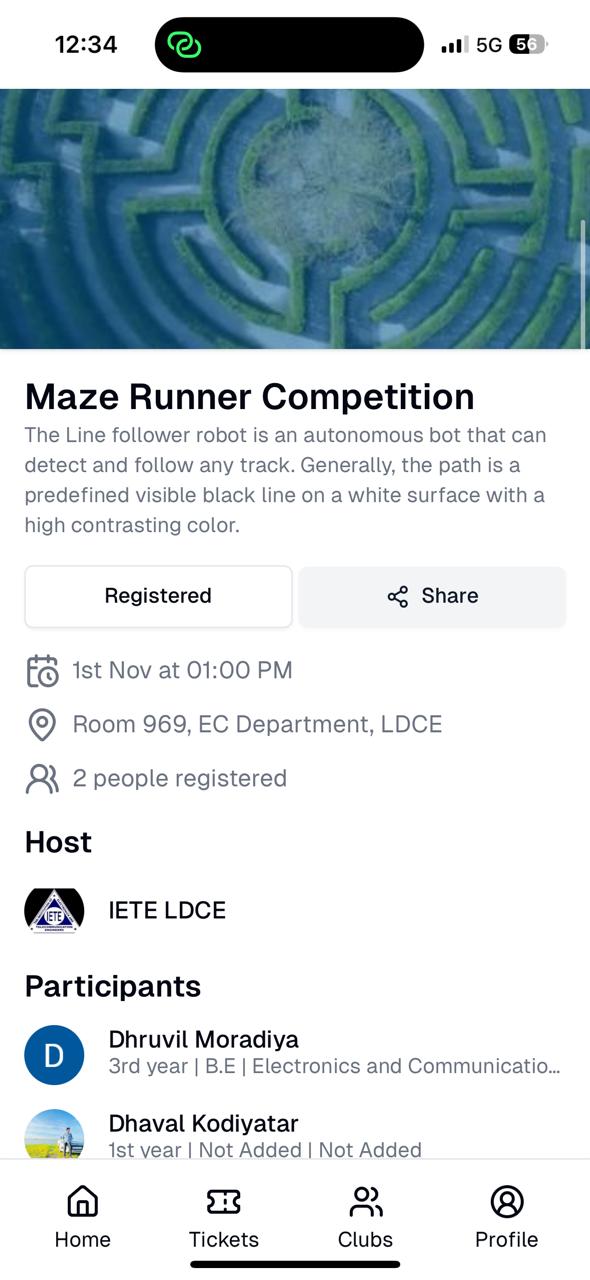 12:34
5G
56
Maze Runner Competition
The Line follower robot is an autonomous bot that can
detect and follow any track. Generally, the path is a
predefined visible black line on a white surface with a
high contrasting color.
Registered
Share
1st Nov at 01:00 PM
Room 969, EC Department, LDCE
2 people registered
Host
IETE
IETE LDCE
Participants
D
Dhruvil Moradiya
3rd year | B.E | Electronics and Communicatio...
Dhaval Kodiyatar
1st year | Not Added | Not Added
Home
Tickets
Clubs
Profile